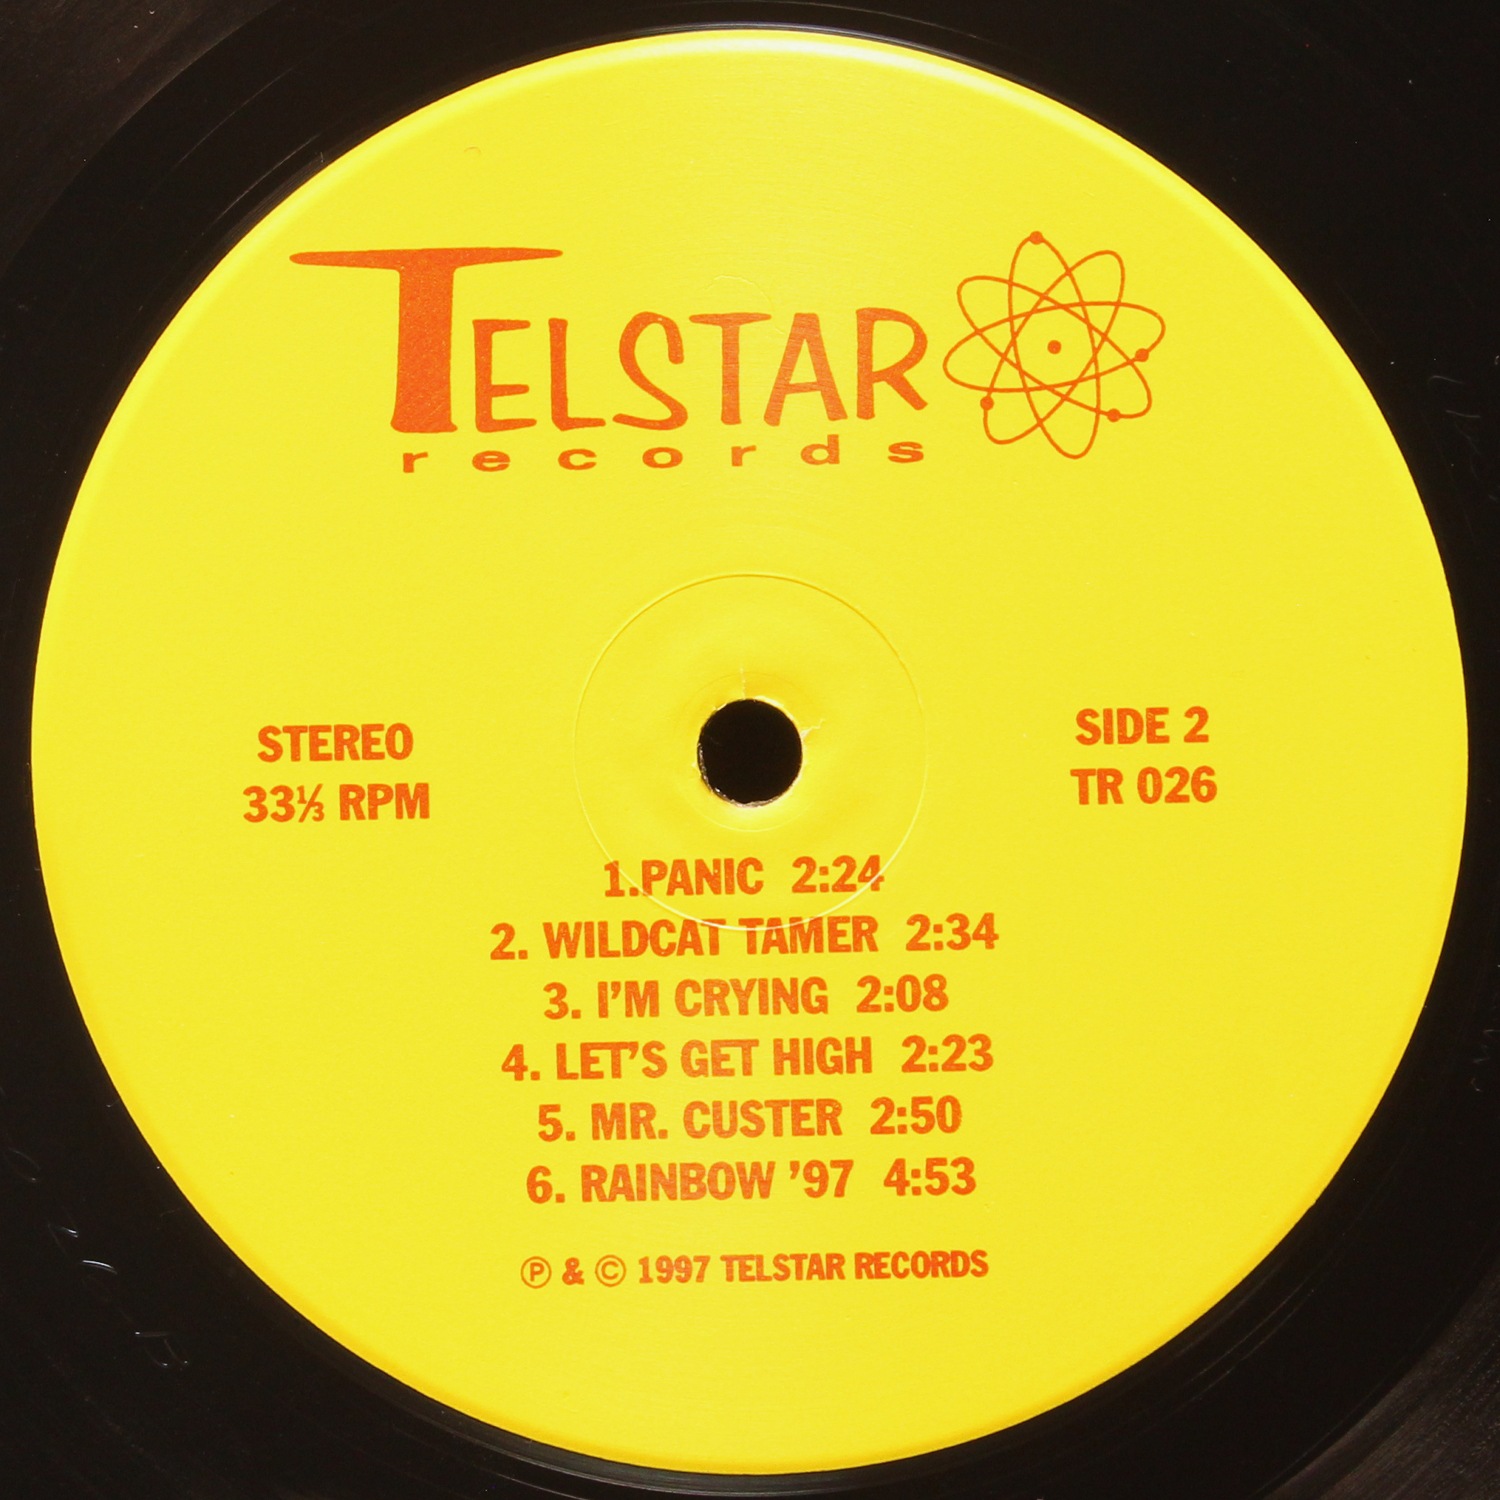 TELSTAR
records
STEREO
33⅓ RPM
SIDE 2
TR 026
1.PANIC 2:24
2. WILDCAT TAMER 2:34
3. I'M CRYING 2:08
4. LET'S GET HIGH 2:23
5. MR. CUSTER 2:50
6. RAINBOW '97 4:53
℗ & © 1997 TELSTAR RECORDS